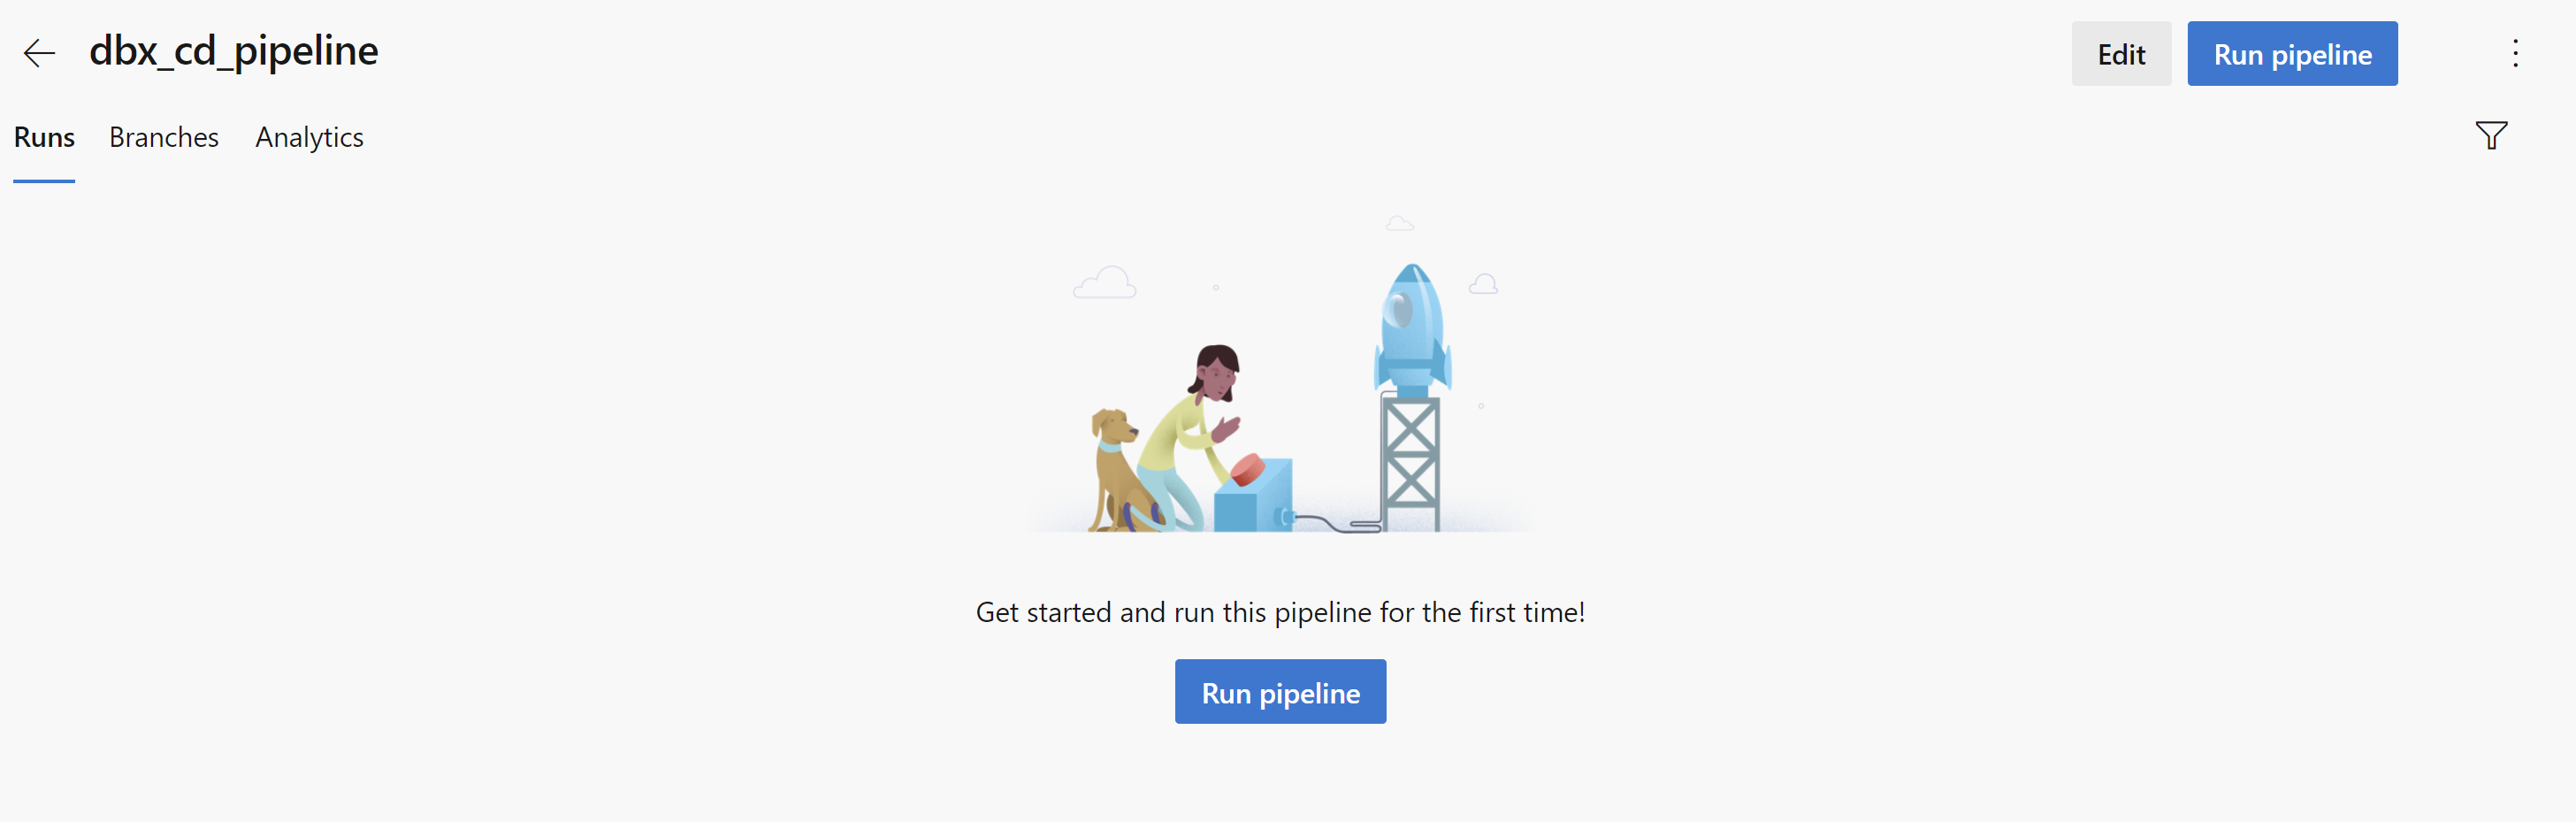 dbx_cd_pipeline
Edit
Run pipeline
Runs
Branches
Analytics
Get started and run this pipeline for the first time!
Run pipeline